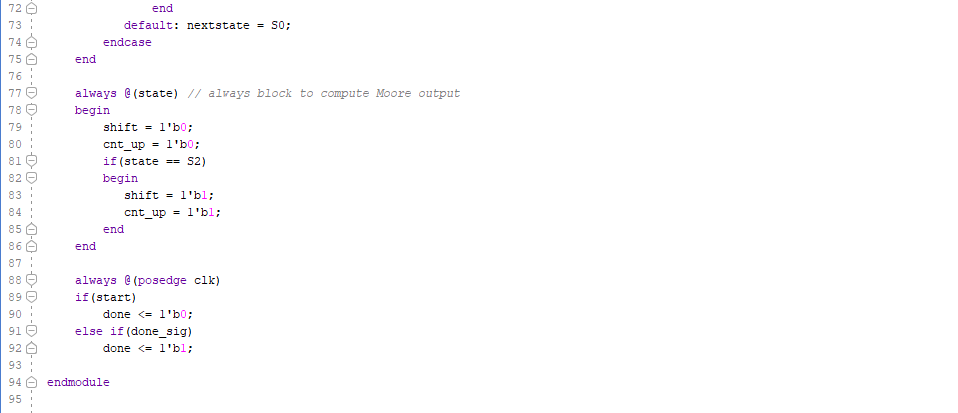 72 end
73 default: nextstate = S0;
74 endcase
75 end
76
77 always @(state) // always block to compute Moore output
78 begin
79 shift = 1'b0;
80 cnt_up = 1'b0;
81 if(state == S2)
82 begin
83 shift = 1'b1;
84 cnt_up = 1'b1;
85 end
86 end
87
88 always @(posedge clk)
89 if(start)
90 done <= 1'b0;
91 else if(done_sig)
92 done <= 1'b1;
93
94 endmodule
95